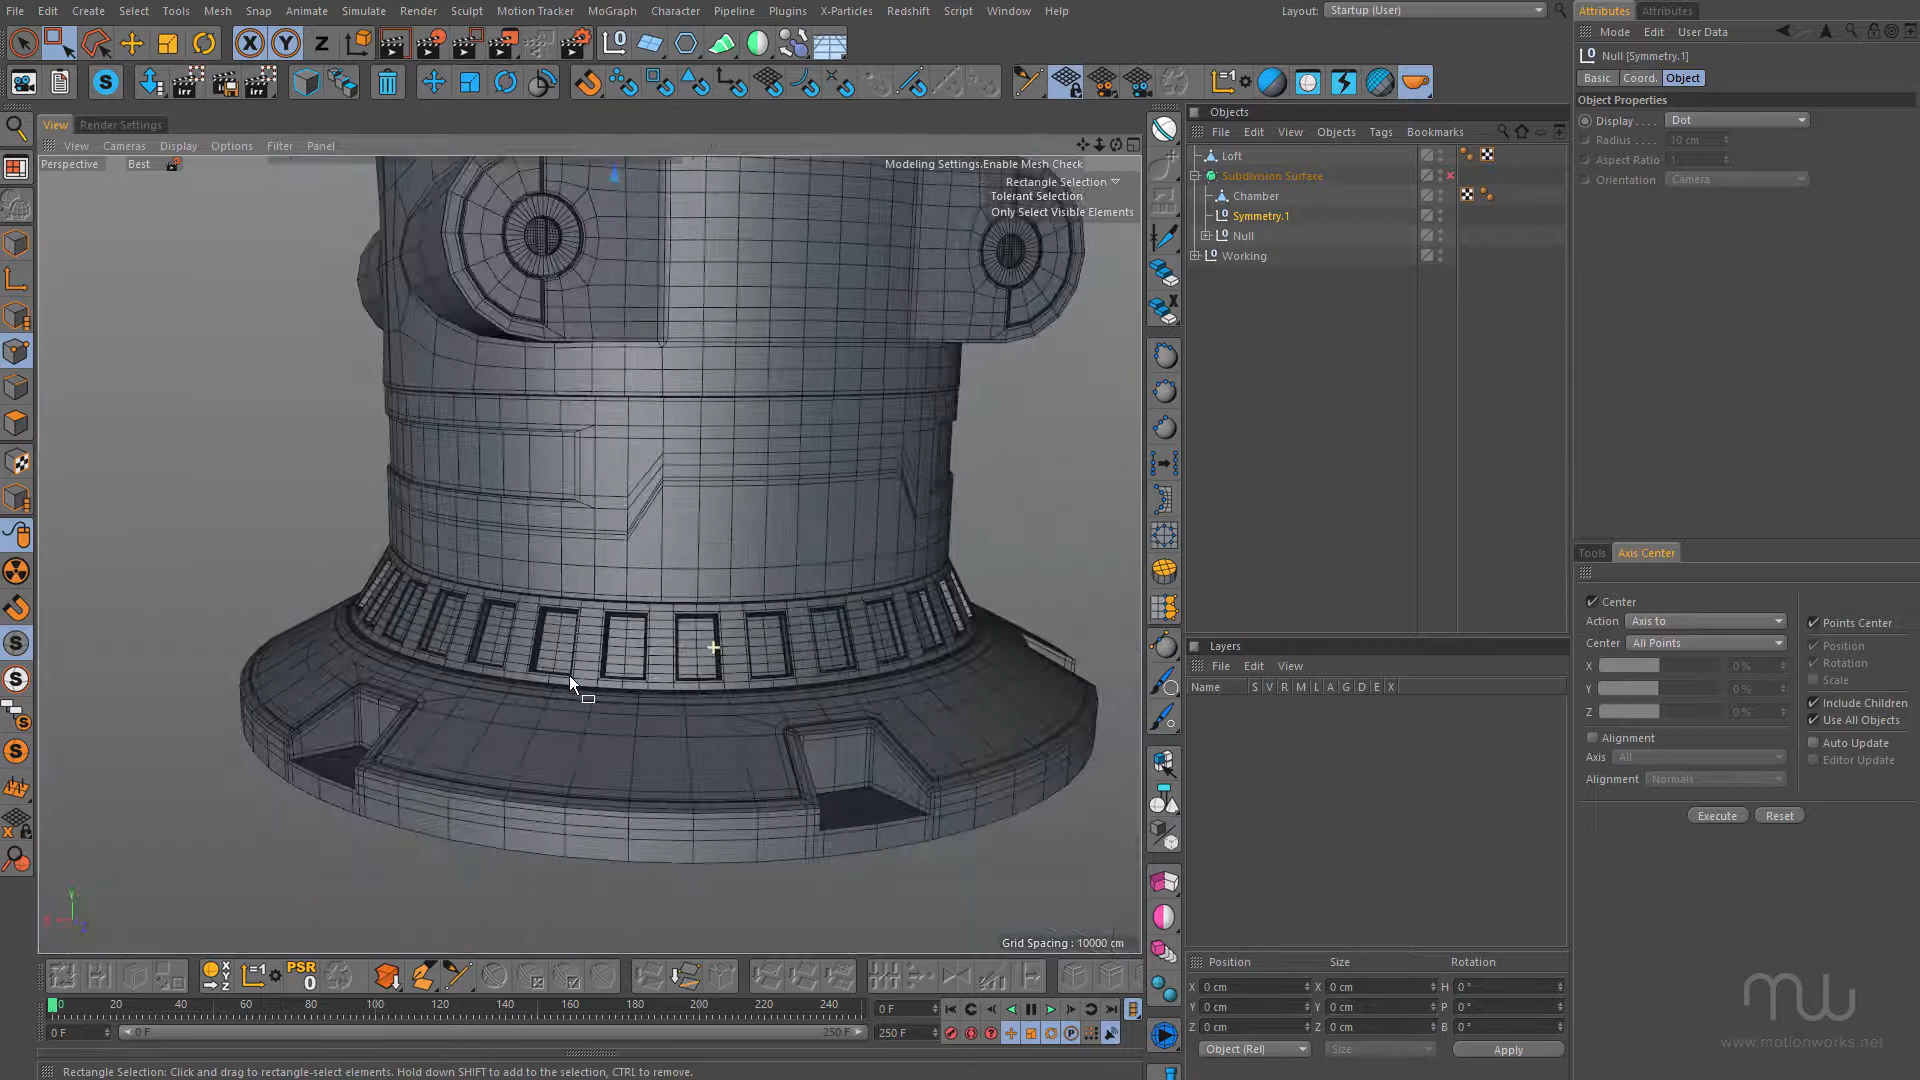 File Edit Create Select Tools Mesh Snap Animate Simulate Render Sculpt Motion Tracker MoGraph Character Pipeline Plugins X-Particles Redshift Script Window Help
Layout: Startup (User)
Attributes Attributes
Mode Edit User Data
Null [Symmetry.1]
Basic Coord. Object
Object Properties
Display . . . . Dot
Radius . . . . . 10 cm
Aspect Ratio 1
Orientation . Camera
View Render Settings
View Cameras Display Options Filter Panel
Perspective Best
Modeling Settings.Enable Mesh Check
Rectangle Selection
Tolerant Selection
Only Select Visible Elements
Grid Spacing : 10000 cm
Objects
File Edit View Objects Tags Bookmarks
Loft
Subdivision Surface
Chamber
Symmetry.1
Null
Working
Layers
File Edit View
Name S V R M L A G D E X
Tools Axis Center
Center
Action Axis to
Center All Points
X 0 %
Y 0 %
Z 0 %
Alignment
Axis All
Alignment Normals
Points Center
Position
Rotation
Scale
Include Children
Use All Objects
Auto Update
Editor Update
Execute Reset
PSR
0
0 20 40 60 80 100 120 140 160 180 200 220 240
0 F
0 F 0 F 250 F 250 F
Position Size Rotation
X 0 cm X 0 cm H 0 °
Y 0 cm Y 0 cm P 0 °
Z 0 cm Z 0 cm B 0 °
Object (Rel) Size Apply
mw
www.motionworks.net
Rectangle Selection: Click and drag to rectangle-select elements. Hold down SHIFT to add to the selection, CTRL to remove.